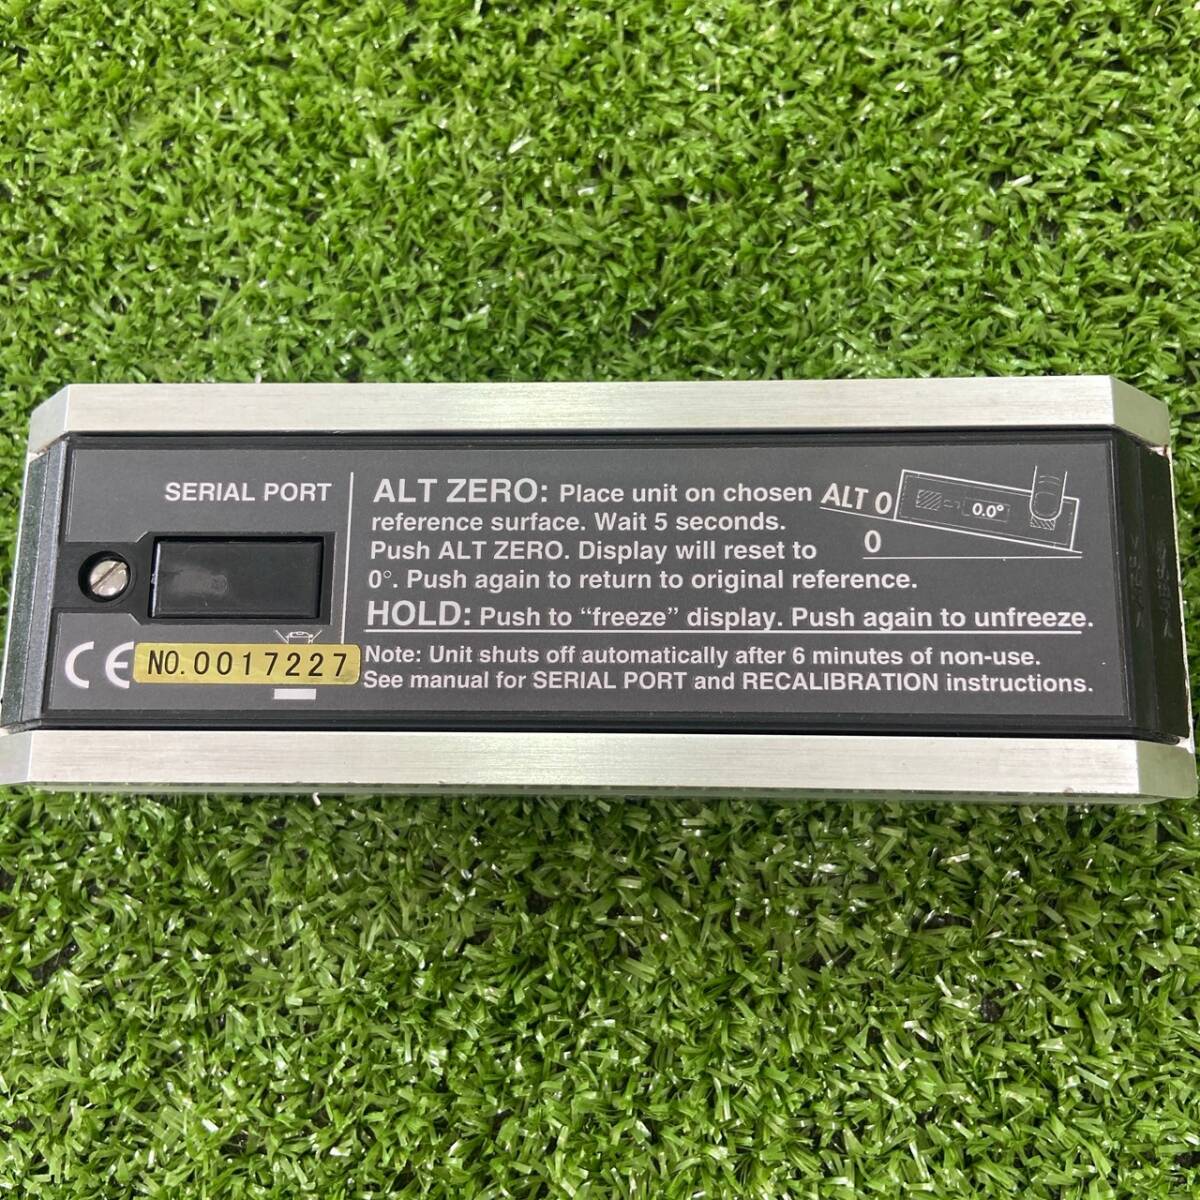 SERIAL PORT
ALT ZERO: Place unit on chosen
reference surface. Wait 5 seconds.
Push ALT ZERO. Display will reset to
0°. Push again to return to original reference.
ALT 0
0.0°
0
HOLD: Push to “freeze” display. Push again to unfreeze.
Note: Unit shuts off automatically after 6 minutes of non-use.
See manual for SERIAL PORT and RECALIBRATION instructions.
CE
NO.0017227